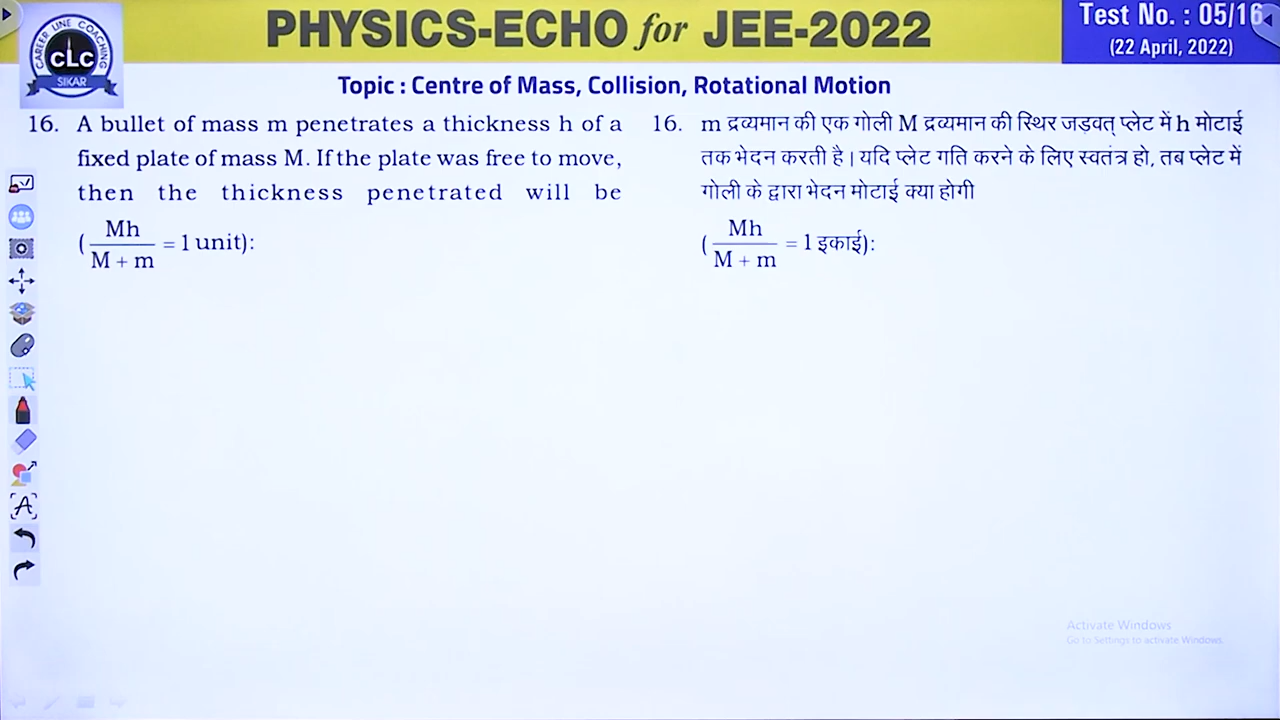 PHYSICS-ECHO for JEE-2022
Test No. : 05/16
(22 April, 2022)
CAREER LINE COACHING
CLC
SIKAR
Topic : Centre of Mass, Collision, Rotational Motion
16. A bullet of mass m penetrates a thickness h of a
fixed plate of mass M. If the plate was free to move,
then the thickness penetrated will be
( Mh / M + m = 1 unit):
16. m द्रव्यमान की एक गोली M द्रव्यमान की स्थिर जड़वत् प्लेट में h मोटाई
तक भेदन करती है। यदि प्लेट गति करने के लिए स्वतंत्र हो, तब प्लेट में
गोली के द्वारा भेदन मोटाई क्या होगी
( Mh / M + m = 1 इकाई):
Activate Windows
Go to Settings to activate Windows.